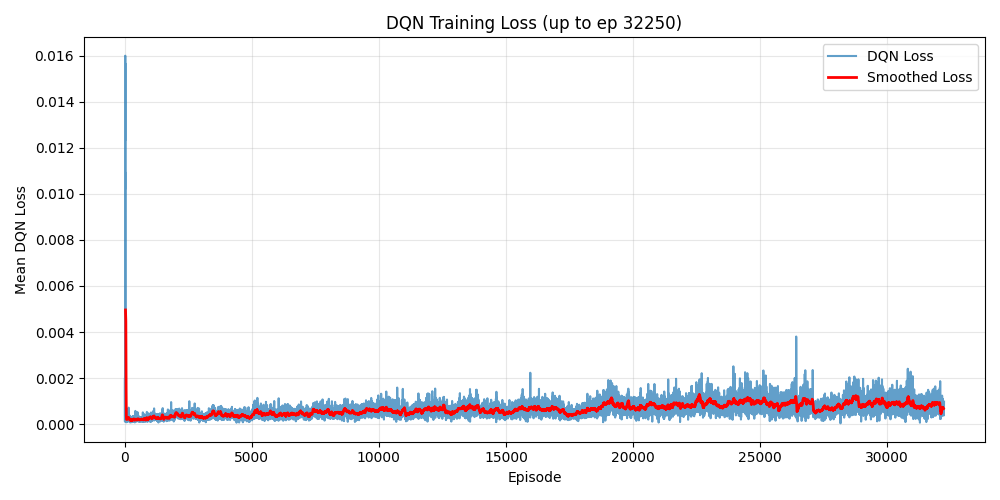 DQN Training Loss (up to ep 32250)
DQN Loss
Smoothed Loss
Mean DQN Loss
0.016
0.014
0.012
0.010
0.008
0.006
0.004
0.002
0.000
0 5000 10000 15000 20000 25000 30000
Episode